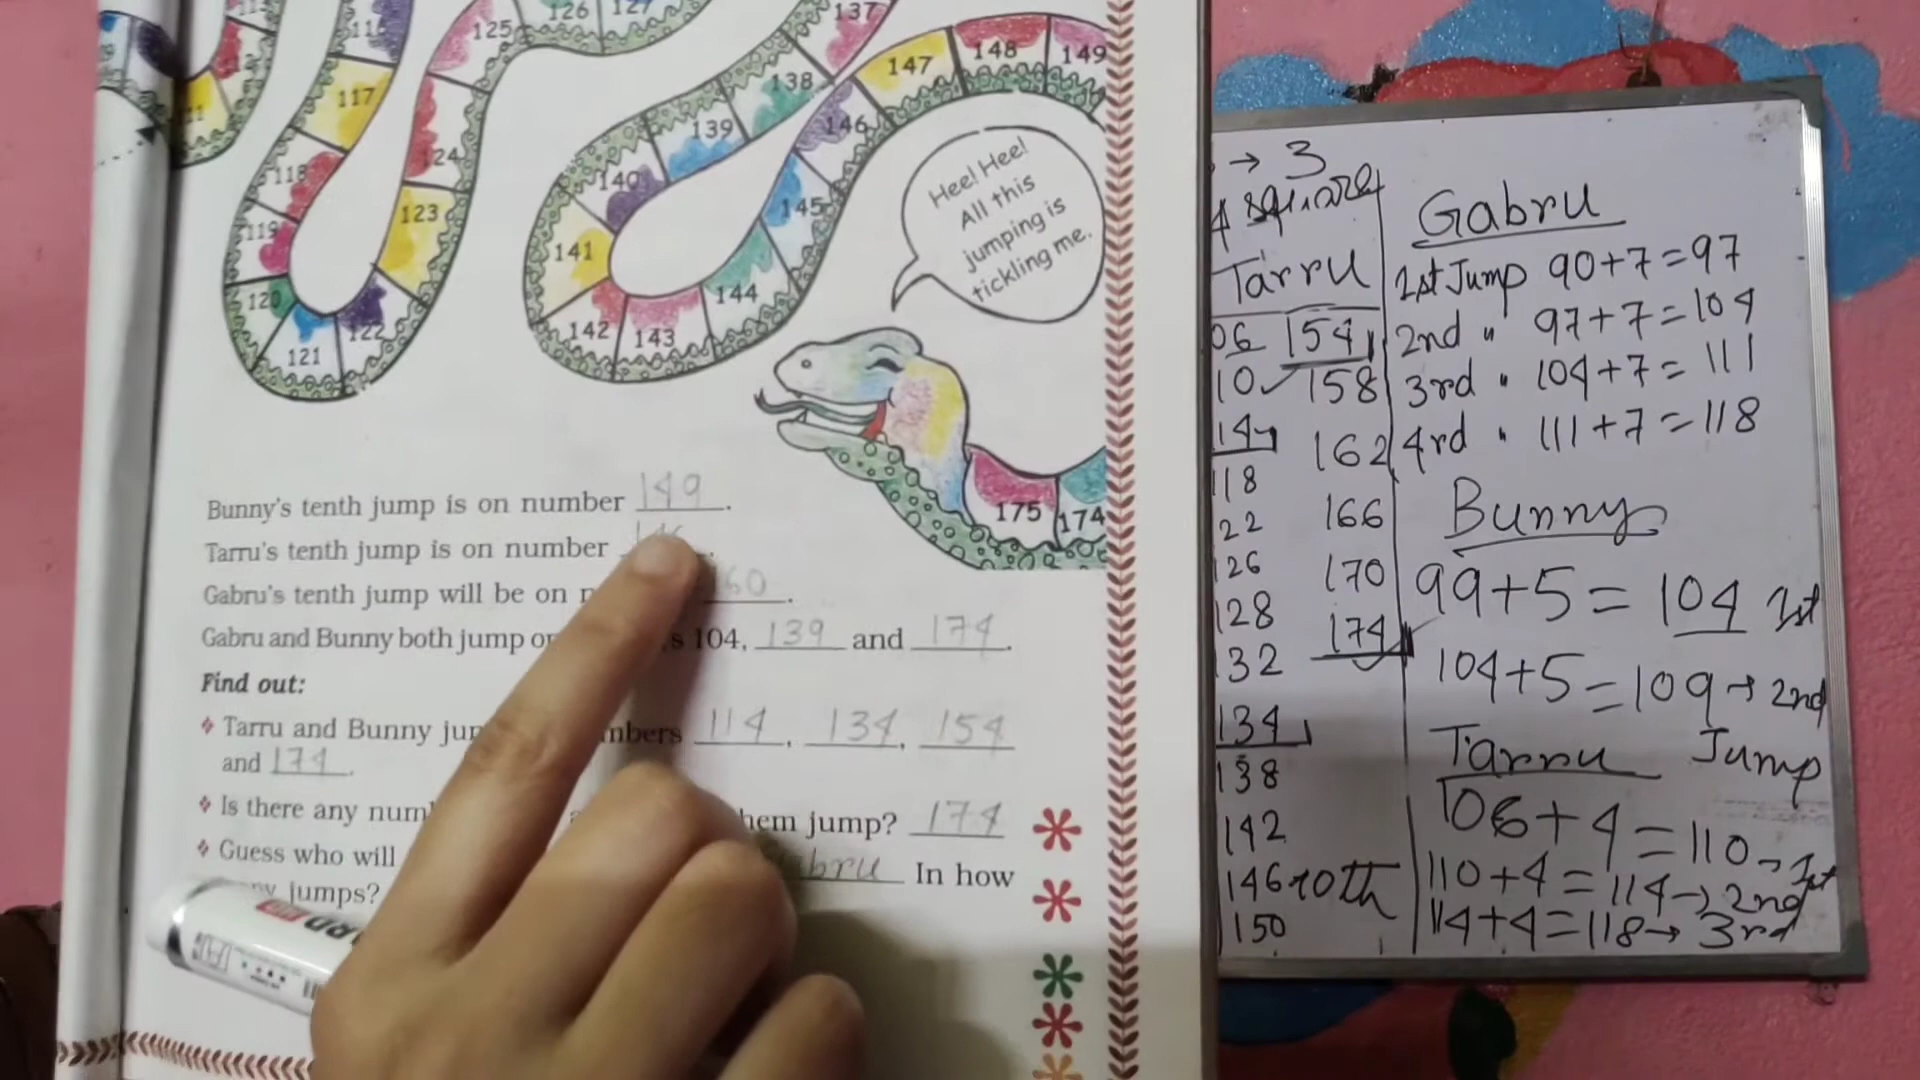 125
126
127
137
116
117
118
119
120
121
122
123
124
138
139
140
141
142
143
144
145
146
147
148
149
Hee! Hee!
All this
jumping is
tickling me.
175
174
Bunny's tenth jump is on number 149.
Tarru's tenth jump is on number
Gabru's tenth jump will be on 60.
Gabru and Bunny both jump 104, 139 and 174.
Find out:
Tarru and Bunny 114, 134, 154
and 174.
Is there any jump? 174
Guess who will In how
jumps?
→ 3
square
Tarru
06 154
10 158
114 162
118 166
22 170
126 174
128
132
134
138
142
146 10th
150
Gabru
1st Jump 90+7=97
2nd " 97+7=104
3rd " 104+7=111
4rd " 111+7=118
Bunny
99+5=104 1st
104+5=109→2nd
Tarru Jump
106+4=110→1st
110+4=114→2nd
114+4=118→3rd